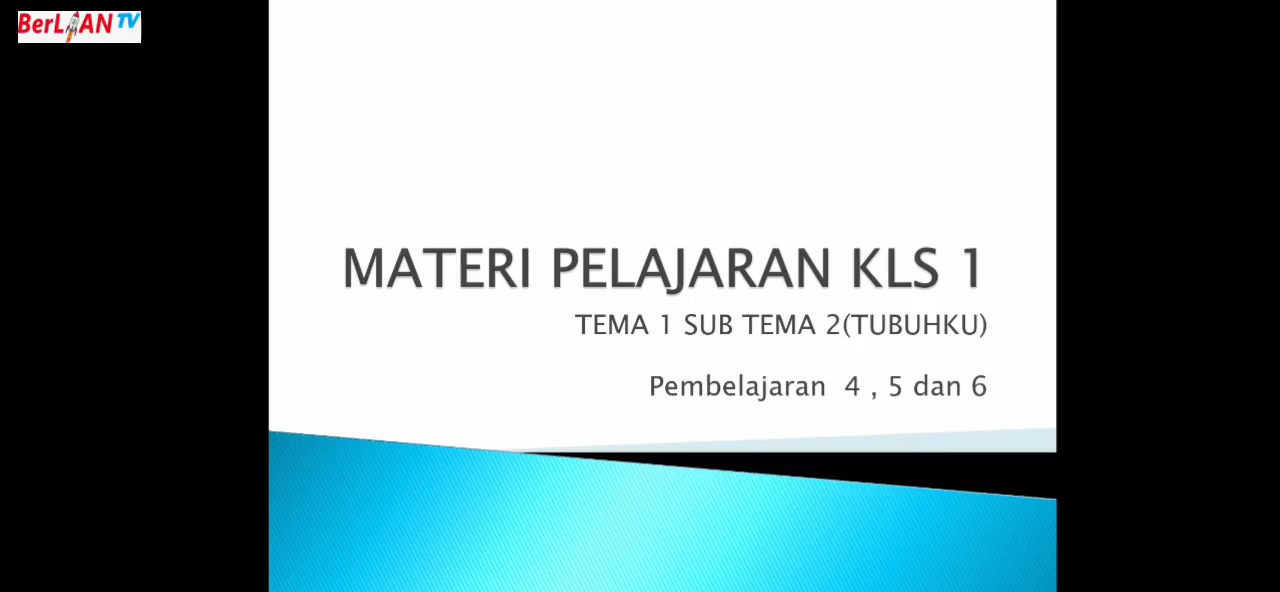 BerLiAN TV
MATERI PELAJARAN KLS 1
TEMA 1 SUB TEMA 2(TUBUHKU)
Pembelajaran 4 , 5 dan 6